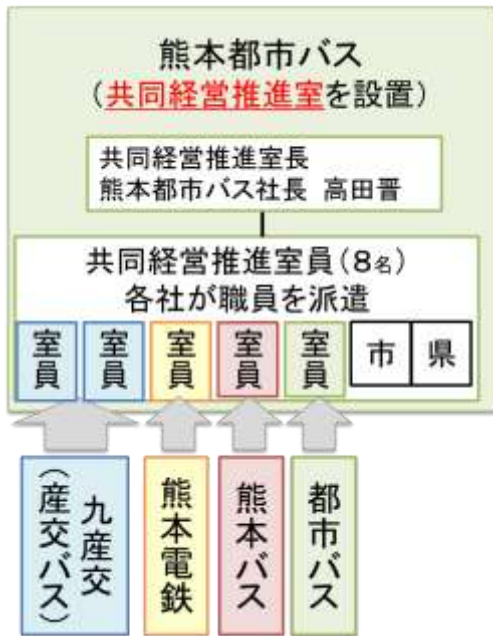 熊本都市バス
(共同経営推進室を設置)
共同経営推進室長
熊本都市バス社長 高田晋
共同経営推進室員(8名)
各社が職員を派遣
室員
室員
室員
室員
室員
市
県
九産交
(産交バス)
熊本電鉄
熊本バス
都市バス